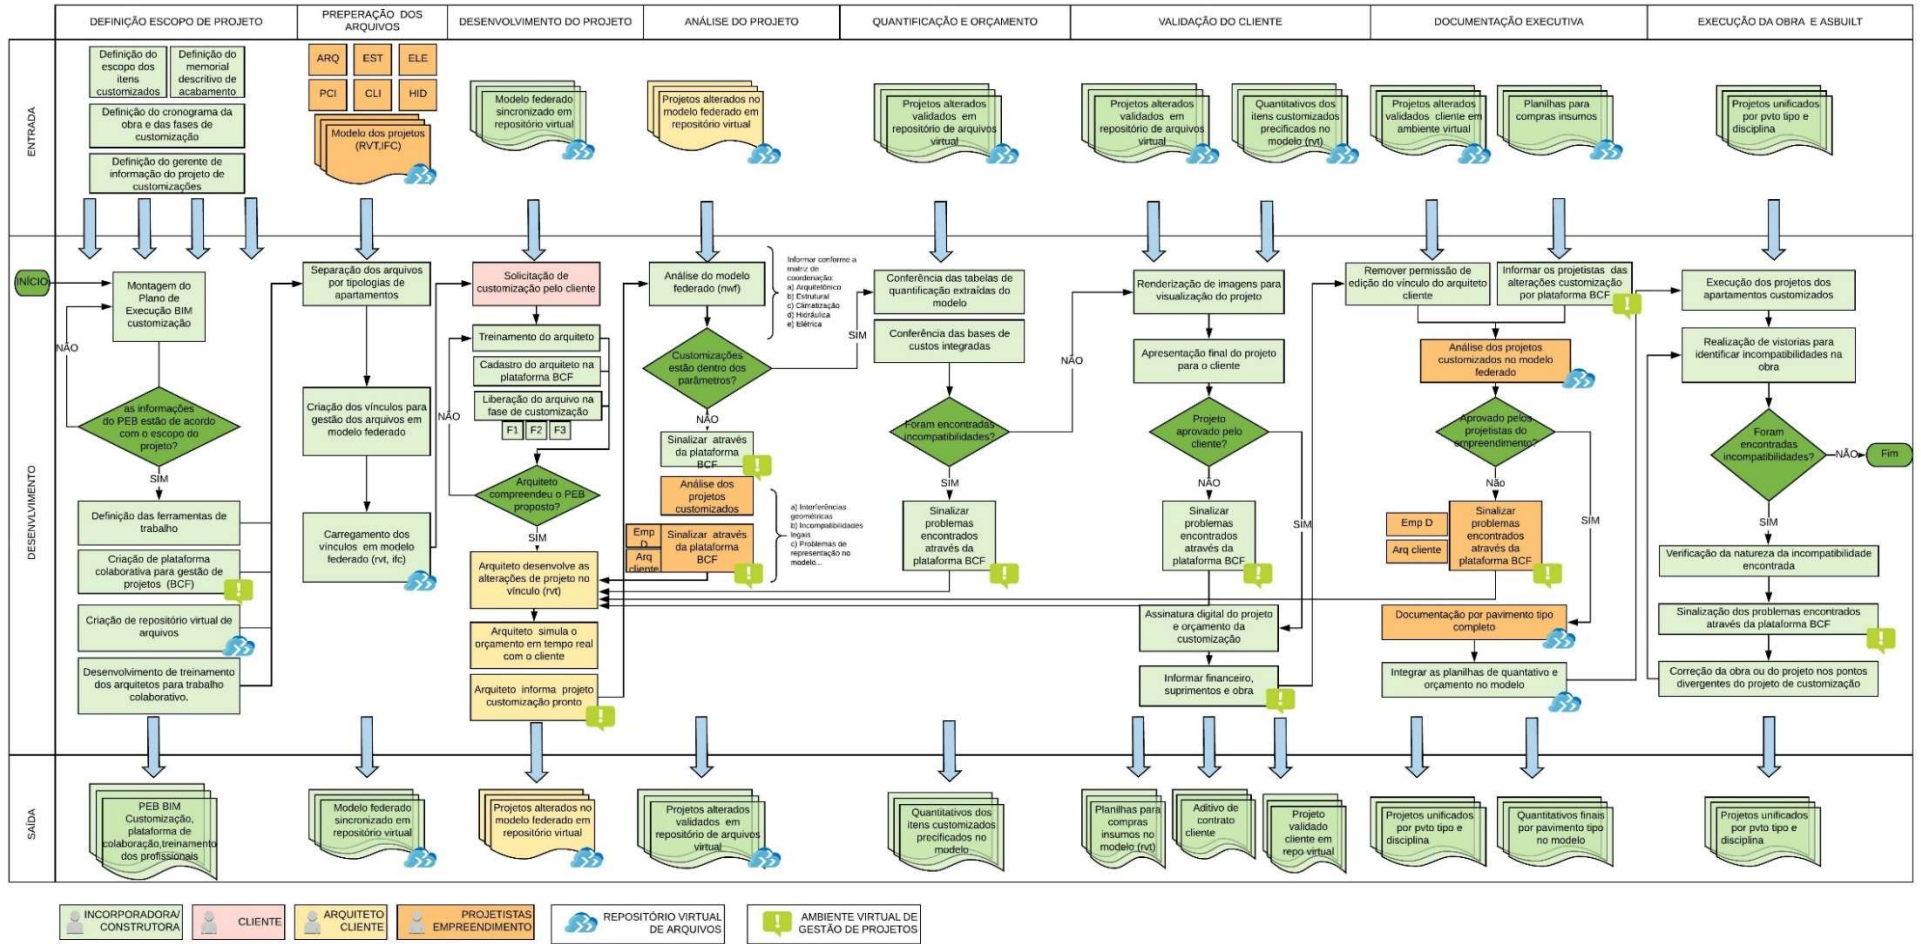 DEFINIÇÃO ESCOPO DE PROJETO
PREPERAÇÃO DOS
ARQUIVOS
DESENVOLVIMENTO DO PROJETO
ANÁLISE DO PROJETO
QUANTIFICAÇÃO E ORÇAMENTO
VALIDAÇÃO DO CLIENTE
DOCUMENTAÇÃO EXECUTIVA
EXECUÇÃO DA OBRA E ASBUILT
ENTRADA
Definição do
escopo dos
itens
customizados
Definição do
memorial
descritivo de
acabamento
Definição do cronograma da
obra e das fases de
customização
Definição do gerente de
informação do projeto de
customizações
ARQ
EST
ELE
PCI
CLI
HID
Modelo dos projetos
(RVT,IFC)
Modelo federado
sincronizado em
repositório virtual
Projetos alterados no
modelo federado em
repositório virtual
Projetos alterados
validados em
repositório de arquivos
virtual
Projetos alterados
validados em
repositório de arquivos
virtual
Quantitativos dos
itens customizados
precificados no
modelo (rvt)
Projetos alterados
validados cliente em
ambiente virtual
Planilhas para
compras insumos
Projetos unificados
por pvto tipo e
disciplina
DESENVLVIMENTO
INÍCIO
Montagem do
Plano de
Execução BIM
customização
NÃO
as informações
do PEB estão de acordo
com o escopo do
projeto?
SIM
Definição das ferramentas de
trabalho
Criação de plataforma
colaborativa para gestão de
projetos (BCF)
Criação de repositório virtual de
arquivos
Desenvolvimento de treinamento
dos arquitetos para trabalho
colaborativo.
Separação dos arquivos
por tipologias de
apartamentos
Criação dos vínculos para
gestão dos arquivos em
modelo federado
Carregamento dos
vínculos em modelo
federado (rvt, ifc)
Solicitação de
customização pelo cliente
Treinamento do arquiteto
Cadastro do arquiteto na
plataforma BCF
Liberação do arquivo na
fase de customização
F1
F2
F3
NÃO
Arquiteto
compreendeu o PEB
proposto?
SIM
Arquiteto desenvolve as
alterações de projeto no
vínculo (rvt)
Arquiteto simula o
orçamento em tempo real
com o cliente
Arquiteto informa projeto
customização pronto
Análise do modelo
federado (nwf)
Informar conforme a
matriz de
coordenação:
a) Arquitetônico
b) Estrutural
c) Climatização
d) Hidráulica
e) Elétrica
Customizações
estão dentro dos
parâmetros?
SIM
NÃO
Sinalizar através
da plataforma
BCF
Análise dos
projetos
customizados
Emp
D
Arq
cliente
Sinalizar através
da plataforma
BCF
a) Interferências
geométricas
b) Incompatibilidades
legais
c) Problemas de
representação no
modelo...
Conferência das tabelas de
quantificação extraídas do
modelo
Conferência das bases de
custos integradas
NÃO
Foram encontradas
incompatibilidades?
SIM
Sinalizar
problemas
encontrados
através da
plataforma BCF
Renderização de imagens para
visualização do projeto
Apresentação final do projeto
para o cliente
Projeto
aprovado pelo
cliente?
NÃO
SIM
Sinalizar
problemas
encontrados
através da
plataforma BCF
Assinatura digital do projeto
e orçamento da
customização
Informar financeiro,
suprimentos e obra
Remover permissão de
edição do vínculo do arquiteto
cliente
Informar os projetistas das
alterações customização
por plataforma BCF
Análise dos projetos
customizados no modelo
federado
Aprovado pelos
projetistas do
empreendimento?
Não
SIM
Emp D
Arq cliente
Sinalizar
problemas
encontrados
através da
plataforma BCF
Documentação por pavimento tipo
completo
Integrar as planilhas de quantativo e
orçamento no modelo
SIM
Execução dos projetos dos
apartamentos customizados
Realização de vistorias para
identificar incompatibilidades na
obra
Foram
encontradas
incompatibilidades?
NÃO
Fim
SIM
Verificação da natureza da incompatibilidade
encontrada
Sinalização dos problemas encontrados
através da plataforma BCF
Correção da obra ou do projeto nos pontos
divergentes do projeto de customização
SAÍDA
PEB BIM
Customização,
plataforma de
colaboração,treinamento
dos profissionais
Modelo federado
sincronizado em
repositório virtual
Projetos alterados no
modelo federado em
repositório virtual
Projetos alterados
validados em
repositório de arquivos
virtual
Quantitativos dos
itens customizados
precificados no
modelo
Planilhas para
compras
insumos no
modelo (rvt)
Aditivo de
contrato
cliente
Projeto
validado
cliente em
repo virtual
Projetos unificados
por pvto tipo e
disciplina
Quantitativos finais
por pavimento tipo
no modelo
Projetos unificados
por pvto tipo e
disciplina
INCORPORADORA/
CONSTRUTORA
CLIENTE
ARQUITETO
CLIENTE
PROJETISTAS
EMPREENDIMENTO
REPOSITÓRIO VIRTUAL
DE ARQUIVOS
AMBIENTE VIRTUAL DE
GESTÃO DE PROJETOS